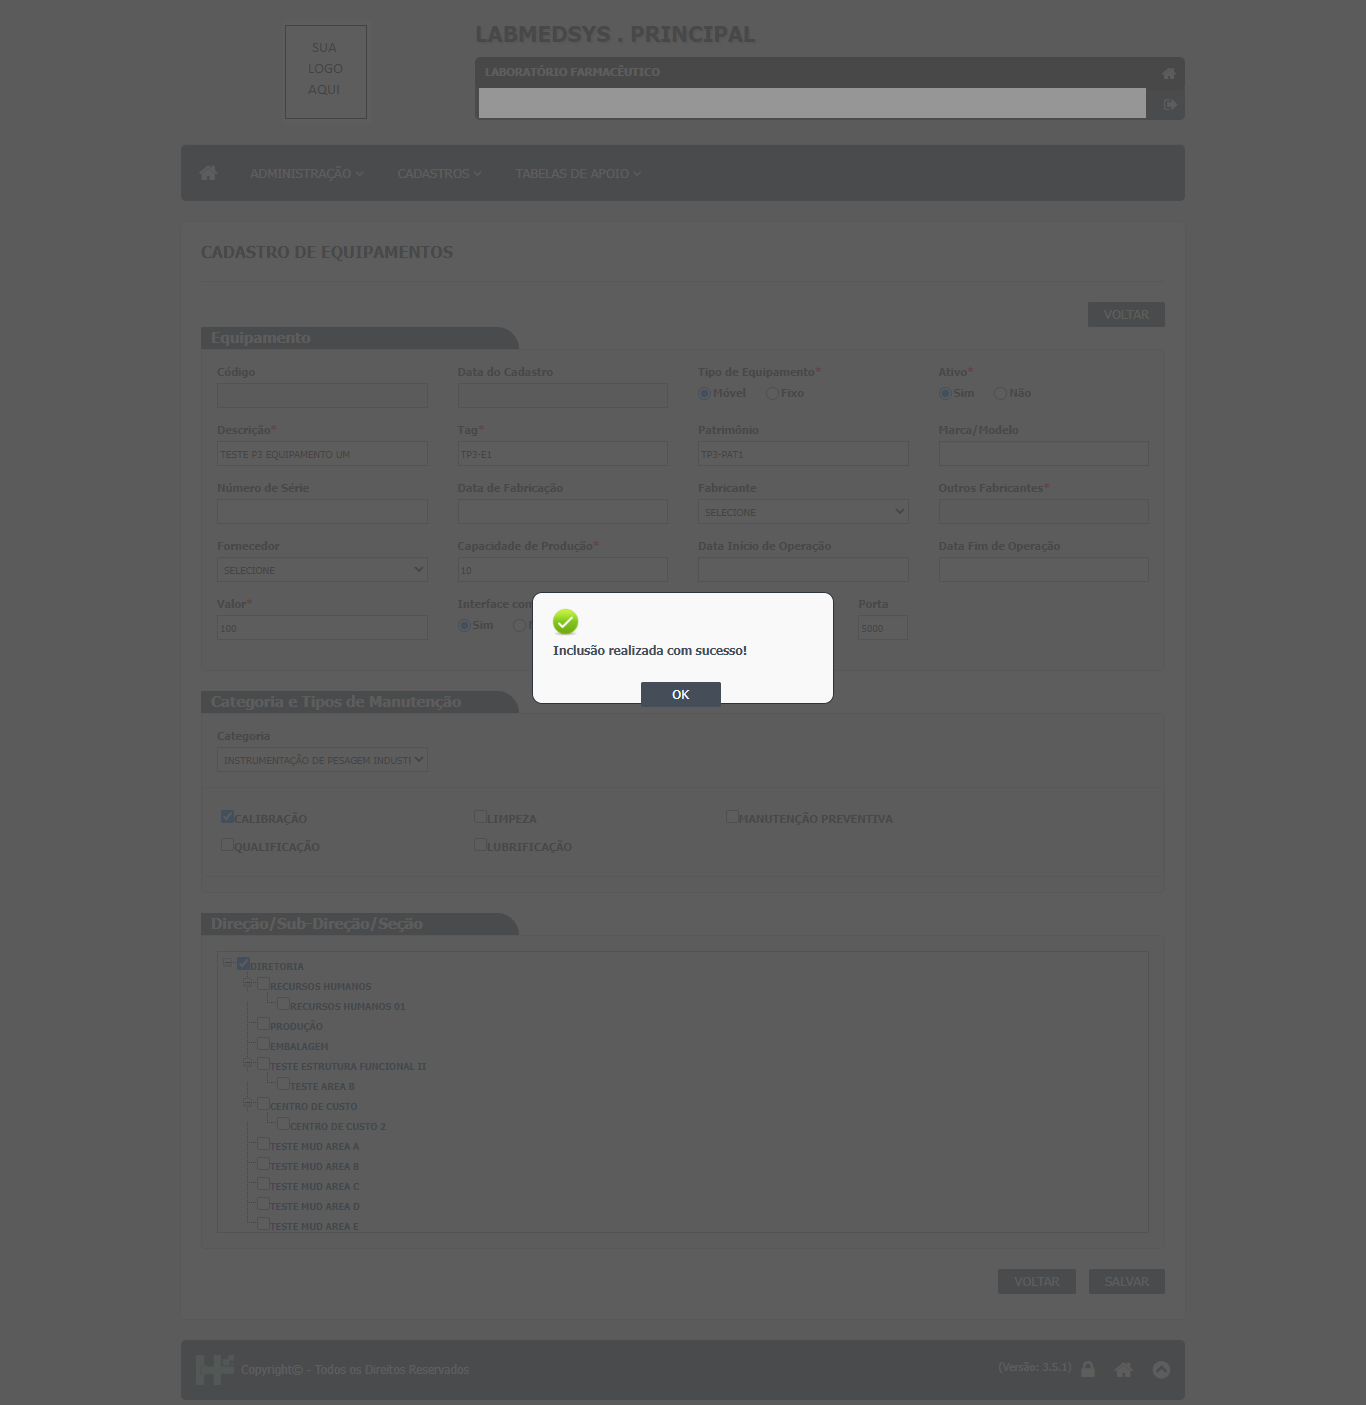 SUA
LOGO
AQUI
LABMEDSYS . PRINCIPAL
LABORATÓRIO FARMACÊUTICO
ADMINISTRAÇÃO CADASTROS TABELAS DE APOIO
CADASTRO DE EQUIPAMENTOS
VOLTAR
Equipamento
Código Data do Cadastro Tipo de Equipamento* Ativo*
Móvel Fixo Sim Não
Descrição* Tag* Patrimônio Marca/Modelo
TESTE P3 EQUIPAMENTO UM TP3-E1 TP3-PAT1
Número de Série Data de Fabricação Fabricante Outros Fabricantes*
SELECIONE
Fornecedor Capacidade de Produção* Data Início de Operação Data Fim de Operação
SELECIONE 10
Valor* Interface com Porta
100 Sim 5000
Inclusão realizada com sucesso!
OK
Categoria e Tipos de Manutenção
Categoria
INSTRUMENTAÇÃO DE PESAGEM INDUSTI
CALIBRAÇÃO LIMPEZA MANUTENÇÃO PREVENTIVA
QUALIFICAÇÃO LUBRIFICAÇÃO
Direção/Sub-Direção/Seção
DIRETORIA
RECURSOS HUMANOS
RECURSOS HUMANOS 01
PRODUÇÃO
EMBALAGEM
TESTE ESTRUTURA FUNCIONAL II
TESTE AREA B
CENTRO DE CUSTO
CENTRO DE CUSTO 2
TESTE MUD AREA A
TESTE MUD AREA B
TESTE MUD AREA C
TESTE MUD AREA D
TESTE MUD AREA E
VOLTAR SALVAR
Copyright© - Todos os Direitos Reservados (Versão: 3.5.1)